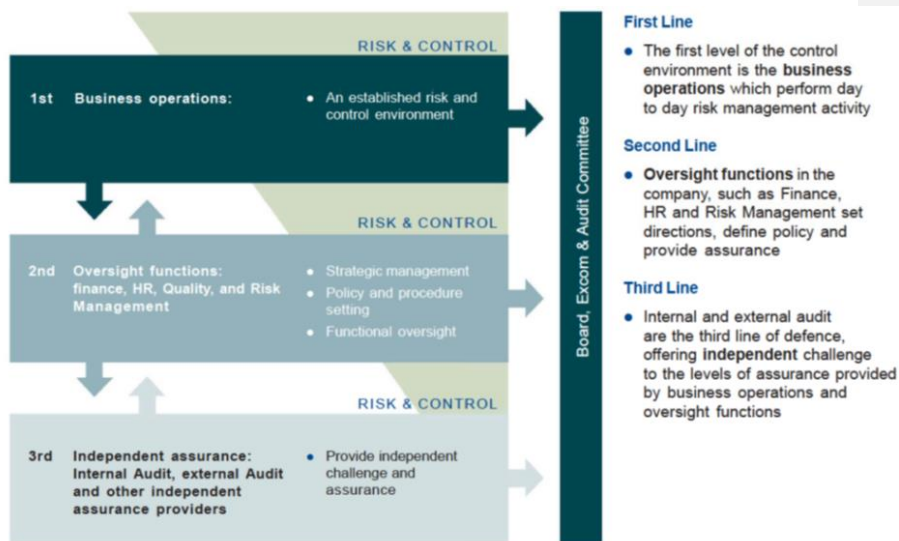 RISK & CONTROL
1st Business operations:
• An established risk and
control environment
RISK & CONTROL
2nd Oversight functions:
finance, HR, Quality, and Risk
Management
• Strategic management
• Policy and procedure
setting
• Functional oversight
RISK & CONTROL
3rd Independent assurance:
Internal Audit, external Audit
and other independent
assurance providers
• Provide independent
challenge and
assurance
Board, Excom & Audit Committee
First Line
• The first level of the control
environment is the business
operations which perform day
to day risk management activity
Second Line
• Oversight functions in the
company, such as Finance,
HR and Risk Management set
directions, define policy and
provide assurance
Third Line
• Internal and external audit
are the third line of defence,
offering independent challenge
to the levels of assurance provided
by business operations and
oversight functions